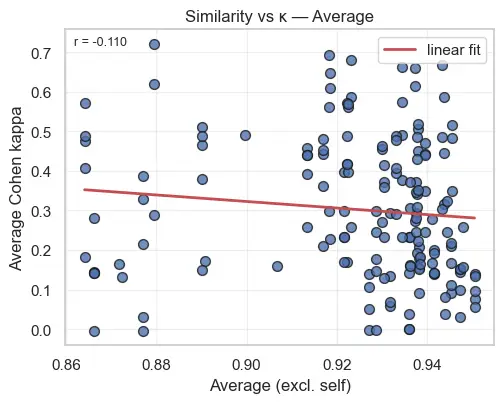 Similarity vs κ — Average
r = -0.110
linear fit
Average Cohen kappa
0.7
0.6
0.5
0.4
0.3
0.2
0.1
0.0
0.86 0.88 0.90 0.92 0.94
Average (excl. self)